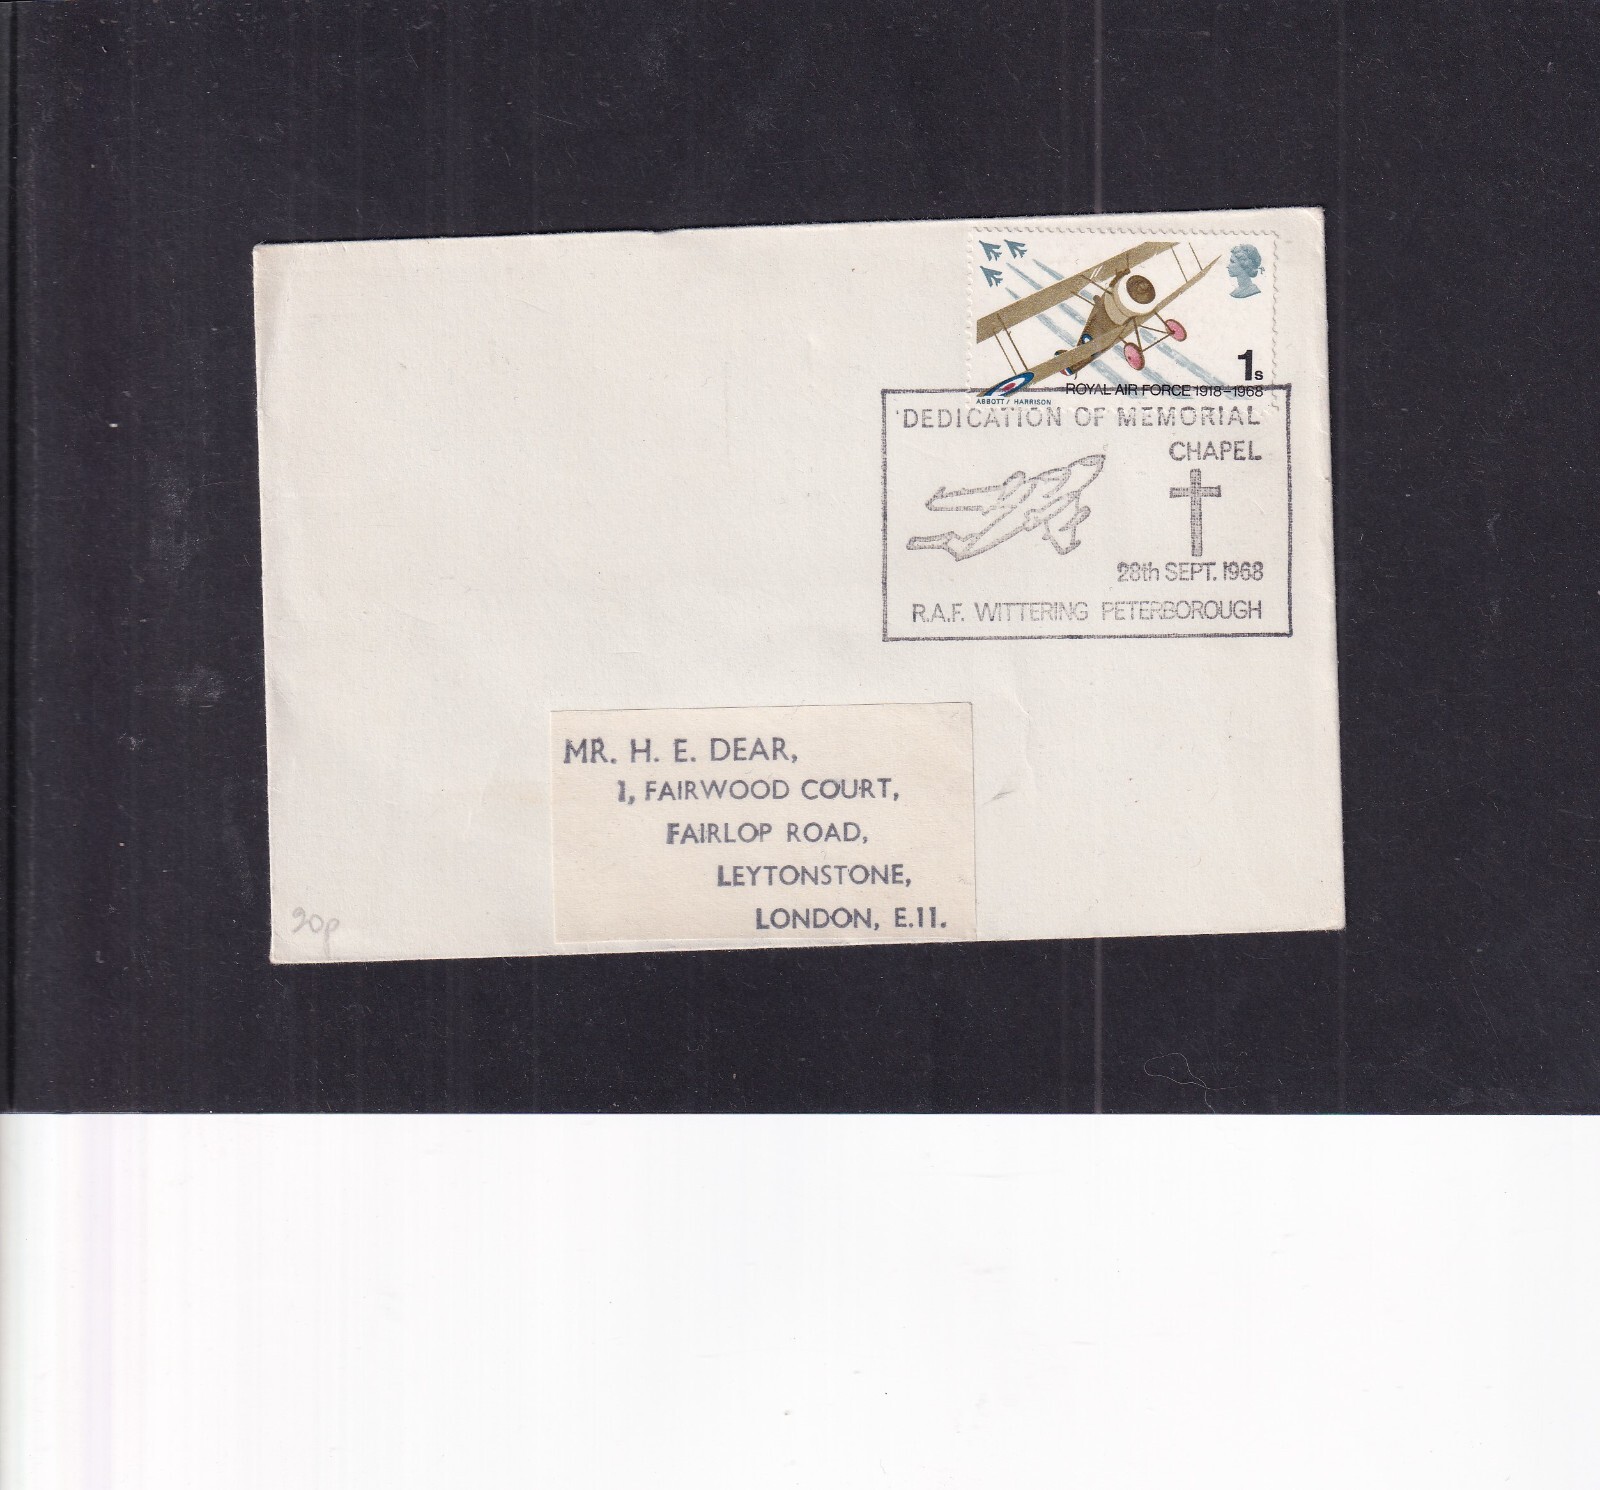 1s
ROYAL AIR FORCE 1918-1968
ABBOTT / HARRISON
DEDICATION OF MEMORIAL
CHAPEL
28th SEPT. 1968
R.A.F. WITTERING PETERBOROUGH
MR. H. E. DEAR,
1, FAIRWOOD COURT,
FAIRLOP ROAD,
LEYTONSTONE,
LONDON, E.11.
90p